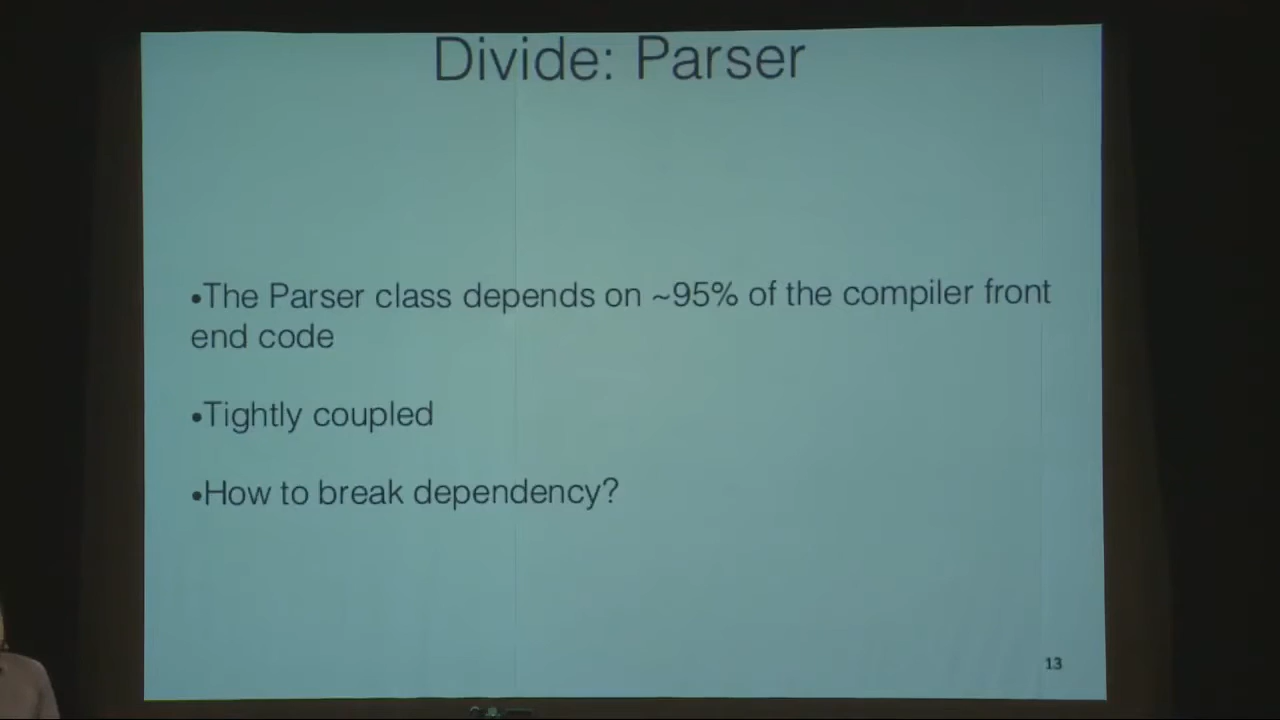 Divide: Parser
•The Parser class depends on ~95% of the compiler front
end code
•Tightly coupled
•How to break dependency?
13